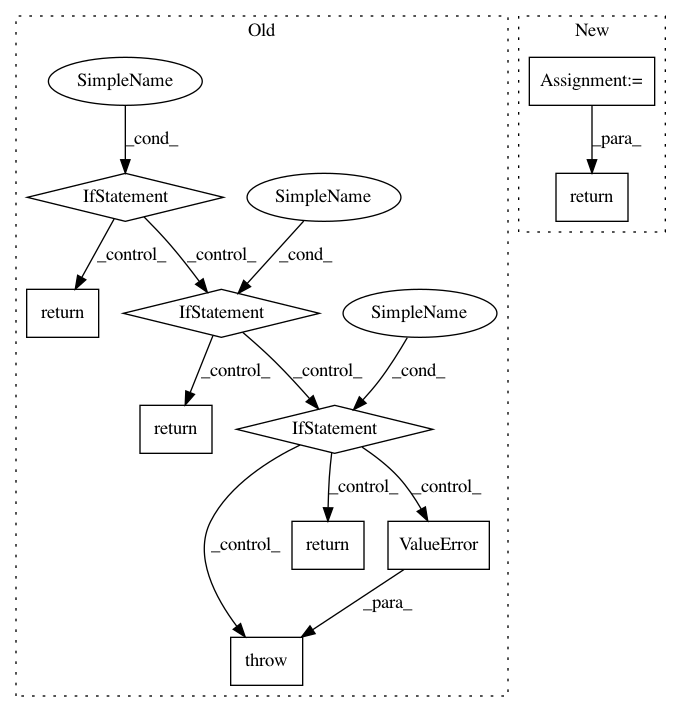 Old
New
SimpleName
Assignment:=
_cond_
_para_
IfStatement
SimpleName
return
_control_
_control_
_cond_
return
IfStatement
SimpleName
_control_
_control_
_cond_
return
IfStatement
_control_
_control_
_control_
return
ValueError
_para_
throw